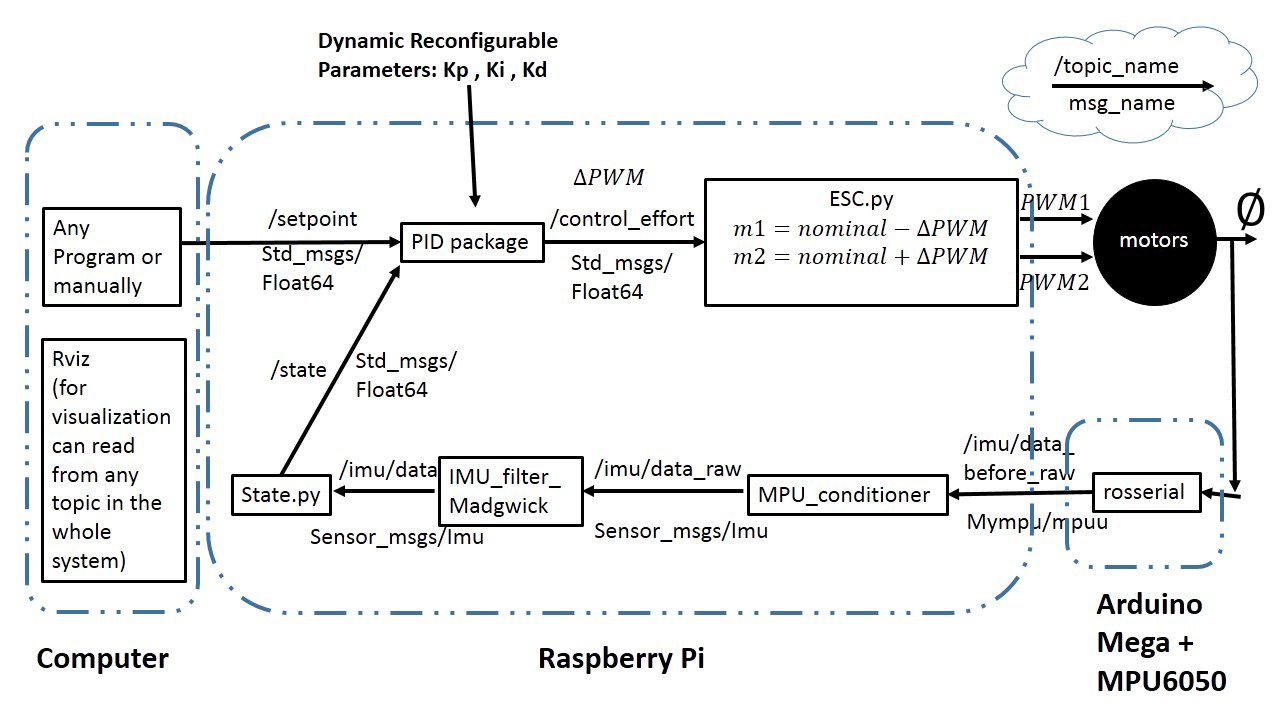 Dynamic Reconfigurable
Parameters: Kp , Ki , Kd
/topic_name
msg_name
Any
Program or
manually
/setpoint
Std_msgs/
Float64
PID package
ΔPWM
/control_effort
Std_msgs/
Float64
ESC.py
m1 = nominal − ΔPWM
m2 = nominal + ΔPWM
PWM1
PWM2
motors
Ø
Rviz
(for
visualization
can read
from any
topic in the
whole
system)
/state
Std_msgs/
Float64
State.py
/imu/data
Sensor_msgs/Imu
IMU_filter_
Madgwick
/imu/data_raw
Sensor_msgs/Imu
MPU_conditioner
/imu/data_
before_raw
Mympu/mpuu
rosserial
Computer
Raspberry Pi
Arduino
Mega +
MPU6050